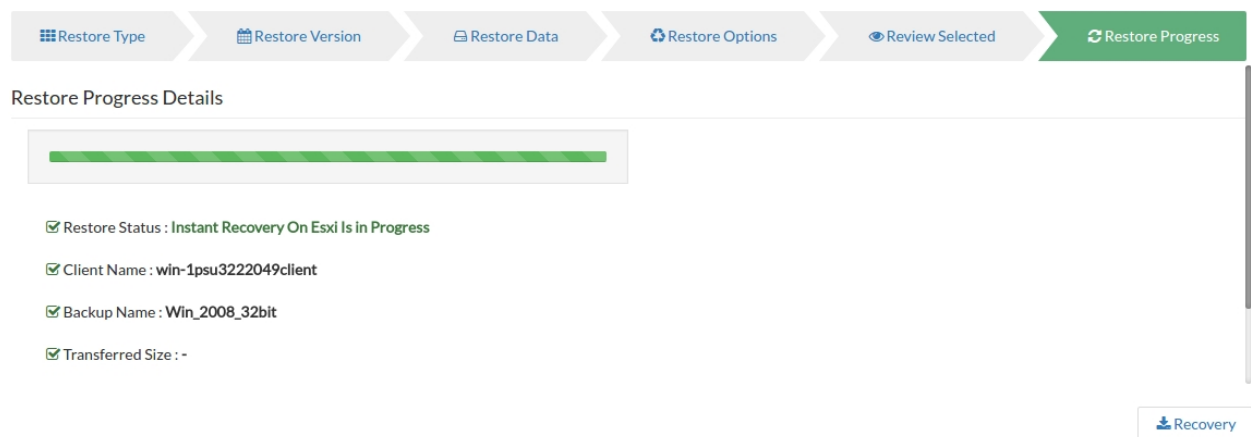 Restore Type Restore Version Restore Data Restore Options Review Selected Restore Progress
Restore Progress Details
Restore Status : Instant Recovery On Esxi Is in Progress
Client Name : win-1psu3222049client
Backup Name : Win_2008_32bit
Transferred Size : -
Recovery